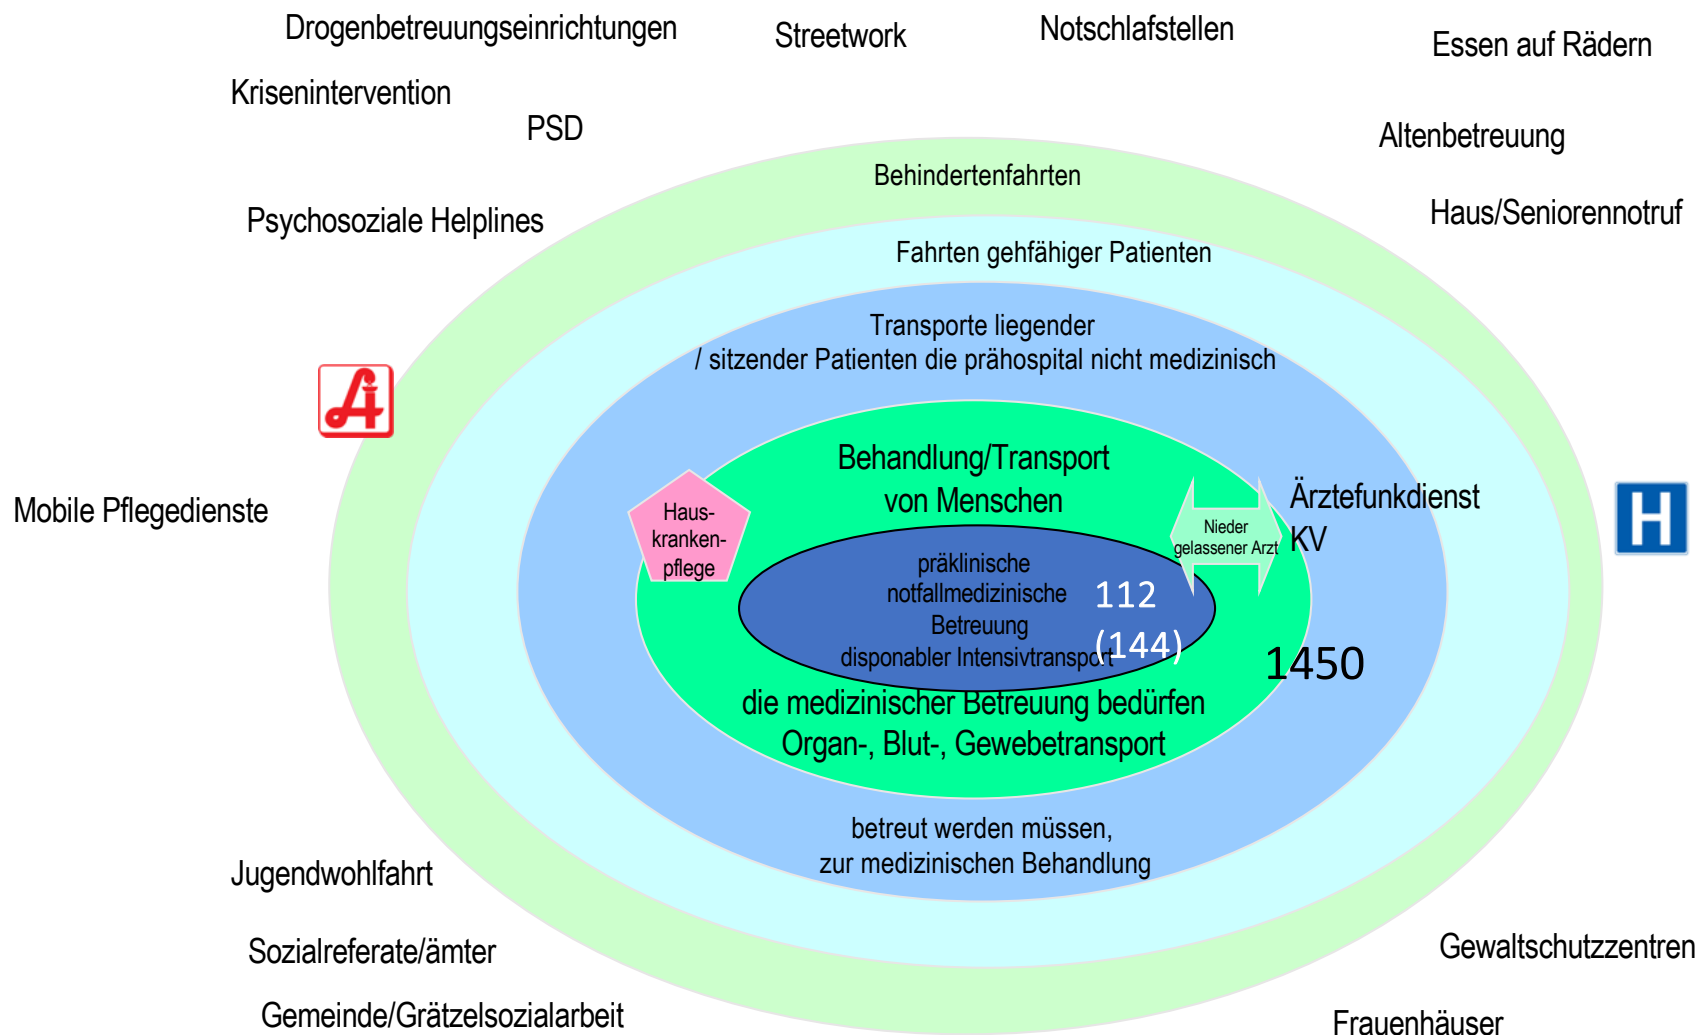 Drogenbetreuungseinrichtungen
Streetwork
Notschlafstellen
Essen auf Rädern
Krisenintervention
PSD
Altenbetreuung
Behindertenfahrten
Psychosoziale Helplines
Haus/Seniorennotruf
Fahrten gehfähiger Patienten
Transporte liegender
/ sitzender Patienten die prähospital nicht medizinisch
Behandlung/Transport
von Menschen
Mobile Pflegedienste
Haus-
kranken-
pflege
Nieder
gelassener Arzt
Ärztefunkdienst
KV
H
präklinische
notfallmedizinische
Betreuung
disponabler Intensivtransport
112
(144)
1450
die medizinischer Betreuung bedürfen
Organ-, Blut-, Gewebetransport
betreut werden müssen,
zur medizinischen Behandlung
Jugendwohlfahrt
Sozialreferate/ämter
Gemeinde/Grätzelsozialarbeit
Gewaltschutzzentren
Frauenhäuser